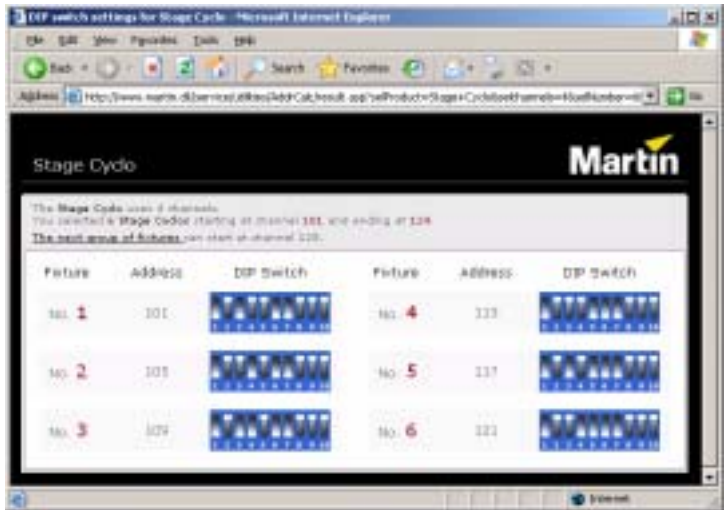 DIP switch settings for Stage Cyclo - Microsoft Internet Explorer
File Edit View Favorites Tools Help
Back Search Favorites
Address
Go
Martin
Stage Cyclo
The Stage Cyclo uses 4 channels.
You selected 6 Stage Cyclos starting at channel 101 and ending at 124.
The next group of fixtures can start at channel 125.
Fixture Address DIP Switch Fixture Address DIP Switch
No. 1 101 No. 4 113
No. 2 105 No. 5 117
No. 3 109 No. 6 121
Internet